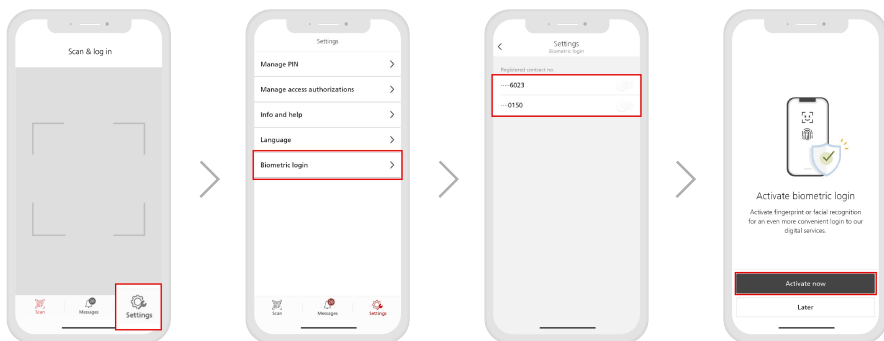 Scan & log in
Scan
Messages
Settings
Settings
Manage PIN
Manage access authorizations
Info and help
Language
Biometric login
Scan
Messages
Settings
Settings
Biometric login
Registered contract no.
····6023
····0150
Activate biometric login
Activate fingerprint or facial recognition
for an even more convenient login to our
digital services.
Activate now
Later